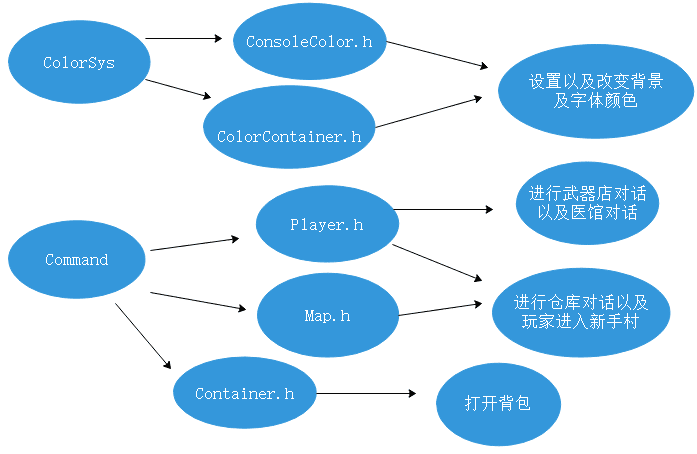 ColorSys
ConsoleColor.h
ColorContainer.h
设置以及改变背景
及字体颜色
Command
Player.h
Map.h
Container.h
进行武器店对话
以及医馆对话
进行仓库对话以及
玩家进入新手村
打开背包